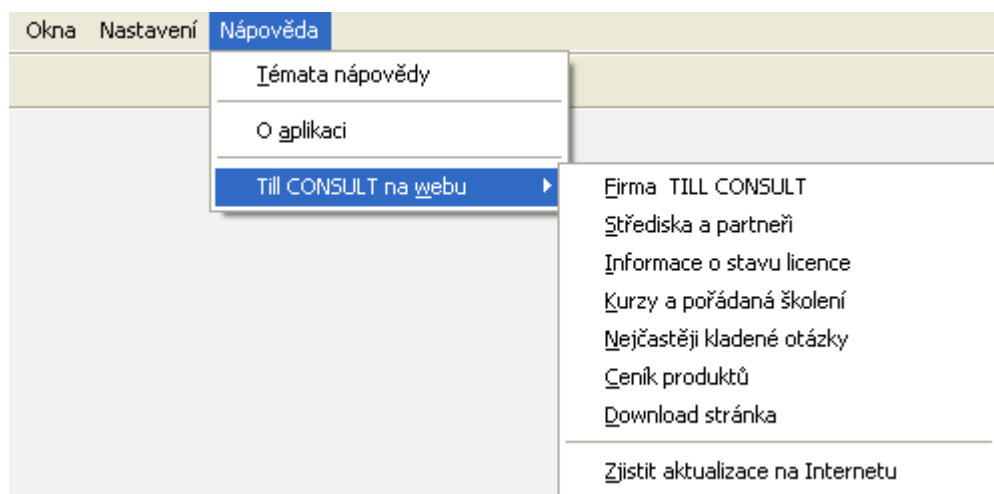 Okna Nastavení Nápověda
Témata nápovědy
O aplikaci
Till CONSULT na webu
Firma TILL CONSULT
Střediska a partneři
Informace o stavu licence
Kurzy a pořádaná školení
Nejčastěji kladené otázky
Ceník produktů
Download stránka
Zjistit aktualizace na Internetu